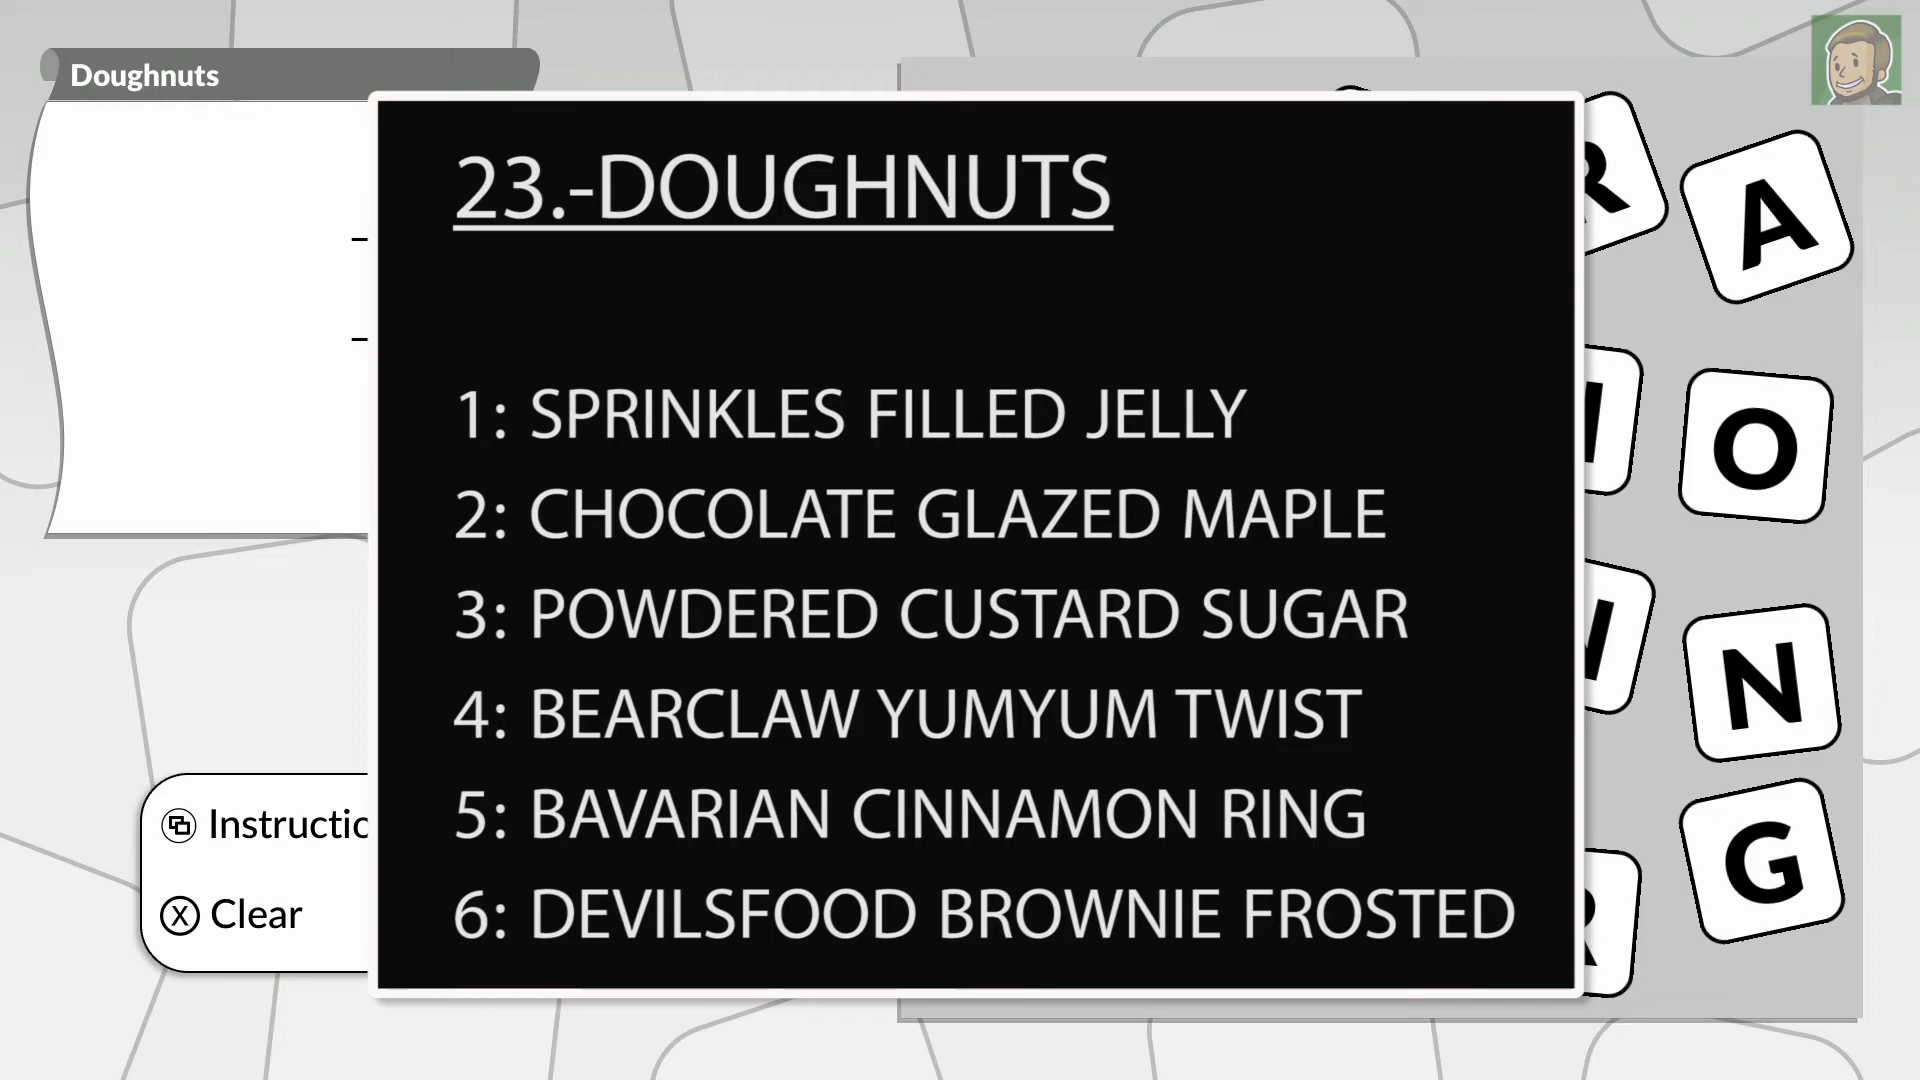 Doughnuts
23.-DOUGHNUTS
1: SPRINKLES FILLED JELLY
2: CHOCOLATE GLAZED MAPLE
3: POWDERED CUSTARD SUGAR
4: BEARCLAW YUMYUM TWIST
5: BAVARIAN CINNAMON RING
6: DEVILSFOOD BROWNIE FROSTED
R
A
O
N
G
Instructio
X Clear